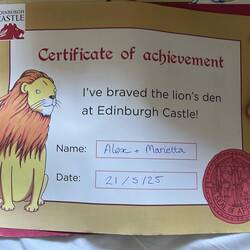 EDINBURGH
CASTLE
Certificate of achievement
I've braved the lion's den
at Edinburgh Castle!
Name: Alex + Marietta
Date: 21/5/25